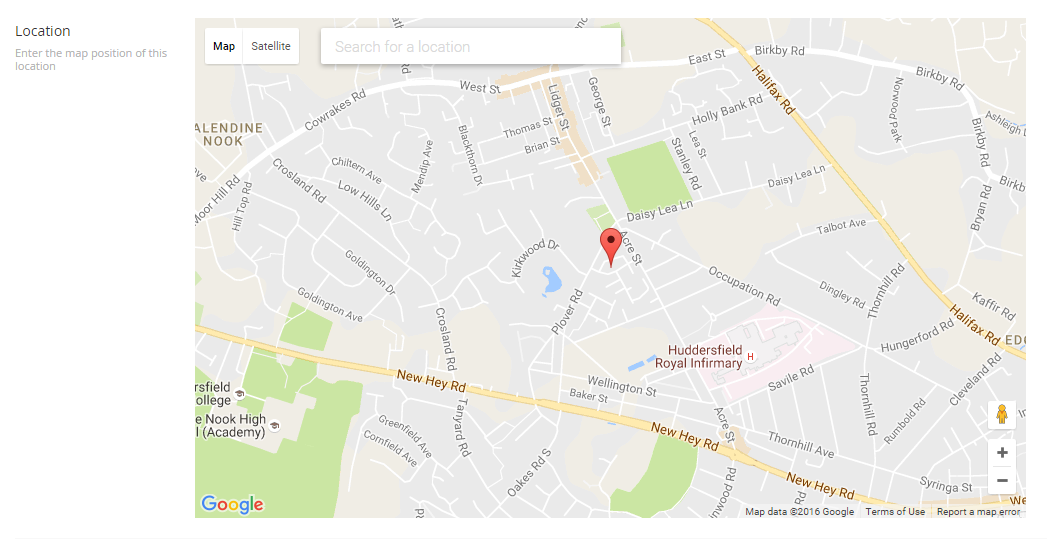 Location
Enter the map position of this
location
Map
Satellite
Search for a location
East St
Birkby Rd
Halifax Rd
Birkby Rd
Norwood Park
West St
Lidget St
George St
Holly Bank Rd
Ashleigh
Cowrakes Rd
Thomas St
Brian St
Lea St
Stanley Rd
Birkby Rd
ALENDINE
NOOK
Blackthorn Dr
Mendip Ave
Chiltern Ave
Crosland Rd
Low Hills Ln
Daisy Lea Ln
Birkb
Moor Hill Rd
Hill Top Rd
Daisy Lea Ln
Bryan Rd
Talbot Ave
Acre St
Kirkwood Dr
Goldington Dr
Occupation Rd
Dingley Rd
Thornhill Rd
Goldington Ave
Plover Rd
Kaffir Rd
Halifax Rd
Crosland Rd
Hungerford Rd
EDG
Huddersfield
Royal Infirmary
H
New Hey Rd
Wellington St
Baker St
Savile Rd
Cleveland Rd
rsfield
ollege
e Nook High
l (Academy)
Tanyard Rd
Greenfield Ave
Cornfield Ave
Acre St
Thornhill Rd
Rumbold Rd
New Hey Rd
Thornhill Ave
Oakes Rd S
nwood Rd
New Hey Rd
Syringa St
We
Google
Map data ©2016 Google
Terms of Use
Report a map error